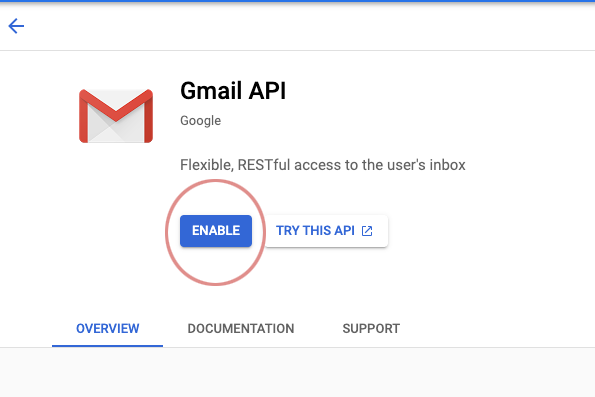 Gmail API
Google
Flexible, RESTful access to the user's inbox
ENABLE TRY THIS API
OVERVIEW DOCUMENTATION SUPPORT